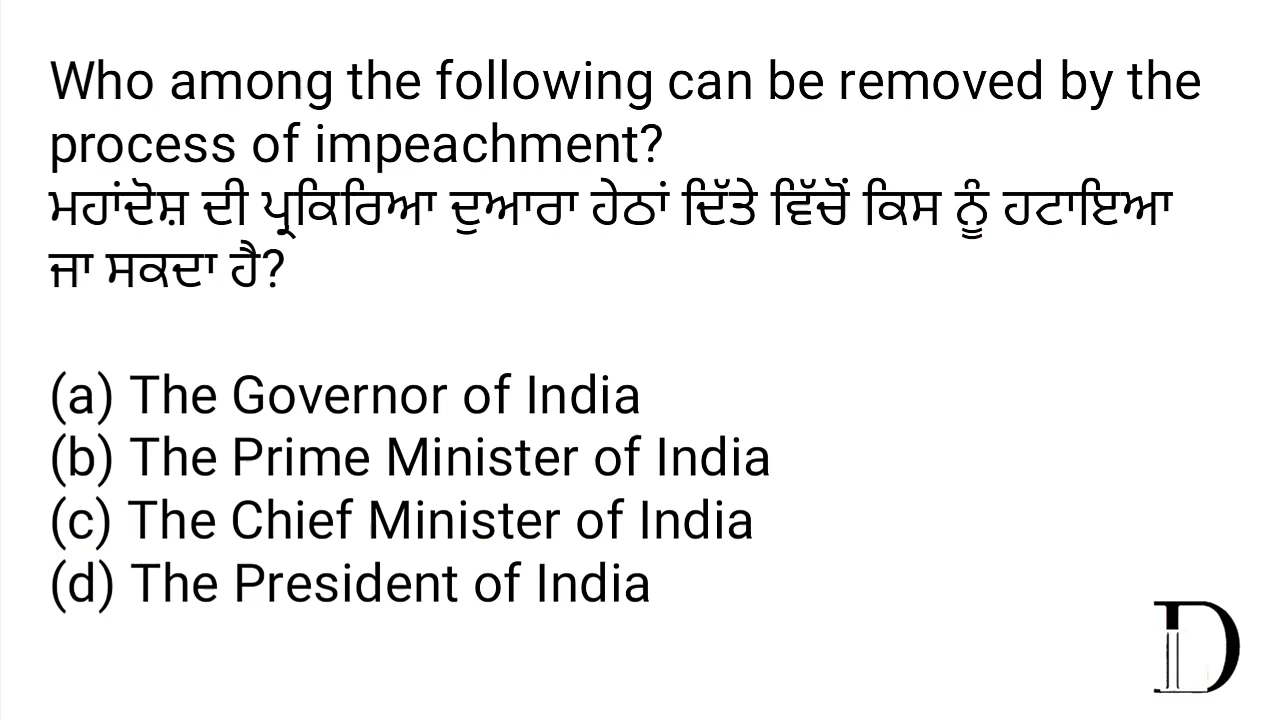 Who among the following can be removed by the
process of impeachment?
ਮਹਾਂਦੋਸ਼ ਦੀ ਪ੍ਰਕਿਰਿਆ ਦੁਆਰਾ ਹੇਠਾਂ ਦਿੱਤੇ ਵਿੱਚੋਂ ਕਿਸ ਨੂੰ ਹਟਾਇਆ
ਜਾ ਸਕਦਾ ਹੈ?
(a) The Governor of India
(b) The Prime Minister of India
(c) The Chief Minister of India
(d) The President of India
D